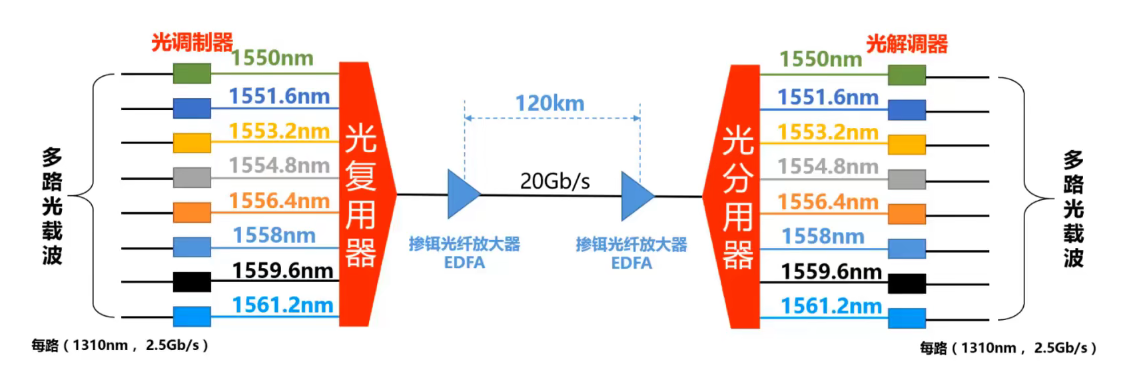 光调制器
1550nm
1551.6nm
1553.2nm
1554.8nm
1556.4nm
1558nm
1559.6nm
1561.2nm
多路光载波
每路（1310nm ，2.5Gb/s）
光复用器
120km
20Gb/s
掺铒光纤放大器
EDFA
掺铒光纤放大器
EDFA
光分用器
光解调器
1550nm
1551.6nm
1553.2nm
1554.8nm
1556.4nm
1558nm
1559.6nm
1561.2nm
多路光载波
每路（1310nm ，2.5Gb/s）